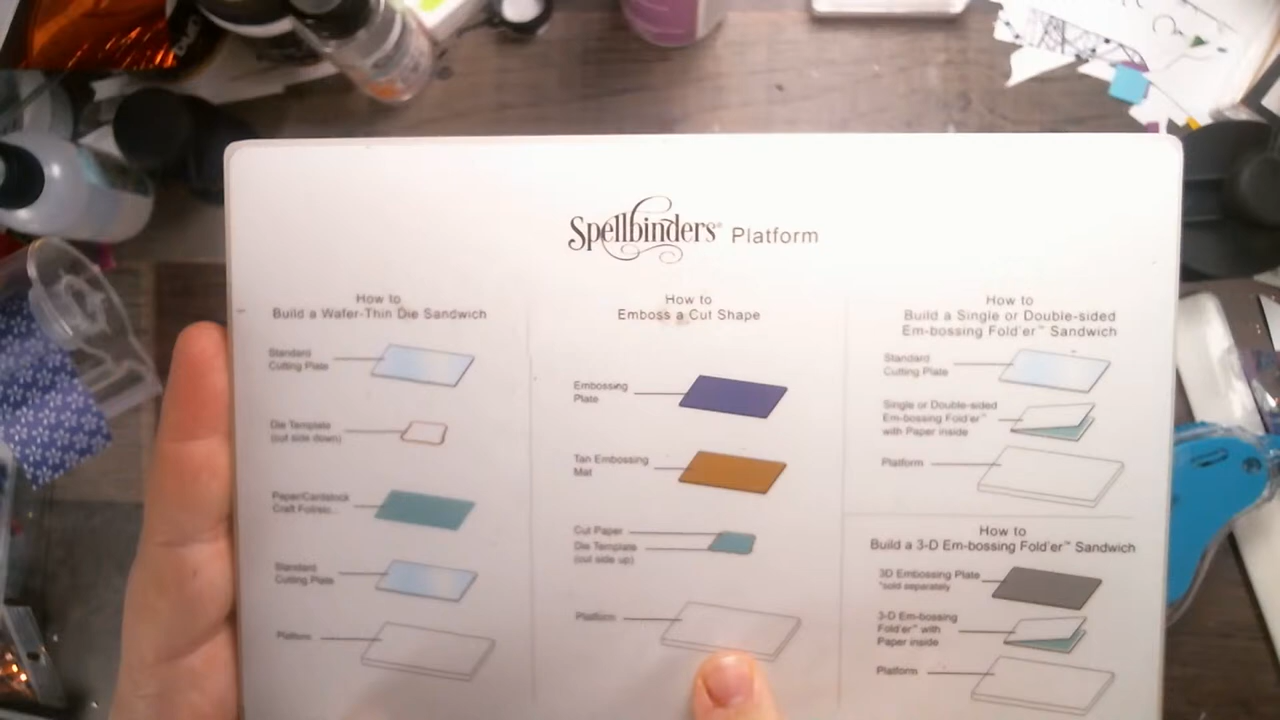 Spellbinders® Platform
How to
Build a Wafer-Thin Die Sandwich
Standard
Cutting Plate
Die Template
(cut side down)
Paper/Cardstock
Craft Foil/etc...
Standard
Cutting Plate
Platform
How to
Emboss a Cut Shape
Embossing
Plate
Tan Embossing
Mat
Cut Paper
Die Template
(cut side up)
Platform
How to
Build a Single or Double-sided
Em-bossing Fold'er™ Sandwich
Standard
Cutting Plate
Single or Double-sided
Em-bossing Fold'er™
with Paper inside
Platform
How to
Build a 3-D Em-bossing Fold'er™ Sandwich
3D Embossing Plate
*sold separately
3-D Em-bossing
Fold'er™ with
Paper inside
Platform